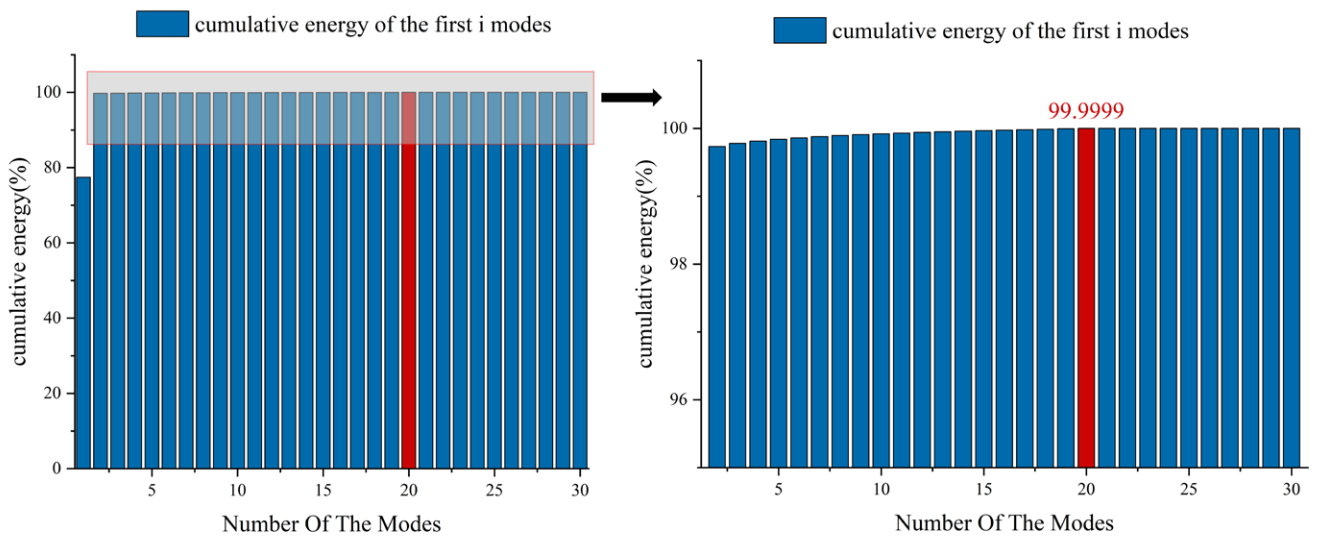 cumulative energy of the first i modes
100
80
60
40
20
0
cumulative energy(%)
5 10 15 20 25 30
Number Of The Modes
cumulative energy of the first i modes
99.9999
100
98
96
cumulative energy(%)
5 10 15 20 25 30
Number Of The Modes